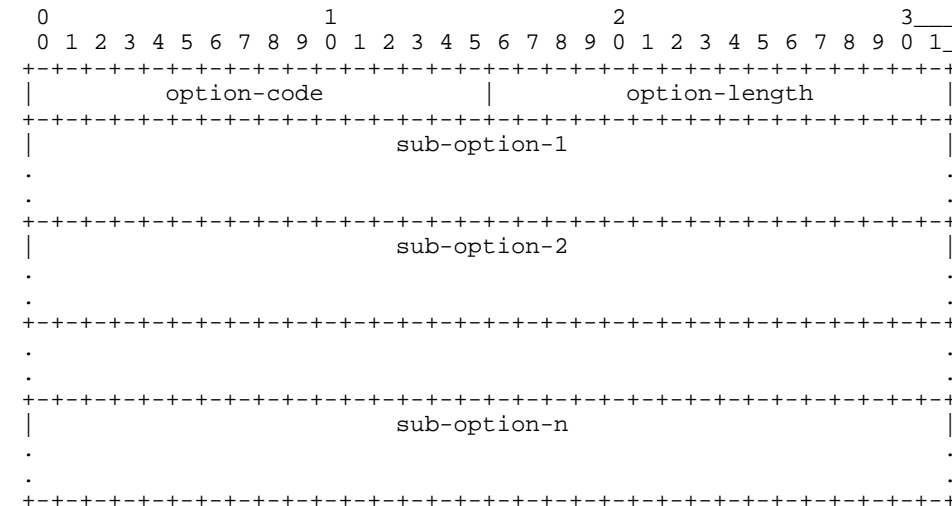 0                   1                   2                   3___
 0 1 2 3 4 5 6 7 8 9 0 1 2 3 4 5 6 7 8 9 0 1 2 3 4 5 6 7 8 9 0 1_
+-+-+-+-+-+-+-+-+-+-+-+-+-+-+-+-+-+-+-+-+-+-+-+-+-+-+-+-+-+-+-+-+
|         option-code           |         option-length         |
+-+-+-+-+-+-+-+-+-+-+-+-+-+-+-+-+-+-+-+-+-+-+-+-+-+-+-+-+-+-+-+-+
|                         sub-option-1                          |
.                                                               .
.                                                               .
+-+-+-+-+-+-+-+-+-+-+-+-+-+-+-+-+-+-+-+-+-+-+-+-+-+-+-+-+-+-+-+-+
|                         sub-option-2                          |
.                                                               .
.                                                               .
+-+-+-+-+-+-+-+-+-+-+-+-+-+-+-+-+-+-+-+-+-+-+-+-+-+-+-+-+-+-+-+-+
.                                                               .
.                                                               .
+-+-+-+-+-+-+-+-+-+-+-+-+-+-+-+-+-+-+-+-+-+-+-+-+-+-+-+-+-+-+-+-+
|                         sub-option-n                          |
.                                                               .
.                                                               .
+-+-+-+-+-+-+-+-+-+-+-+-+-+-+-+-+-+-+-+-+-+-+-+-+-+-+-+-+-+-+-+-+